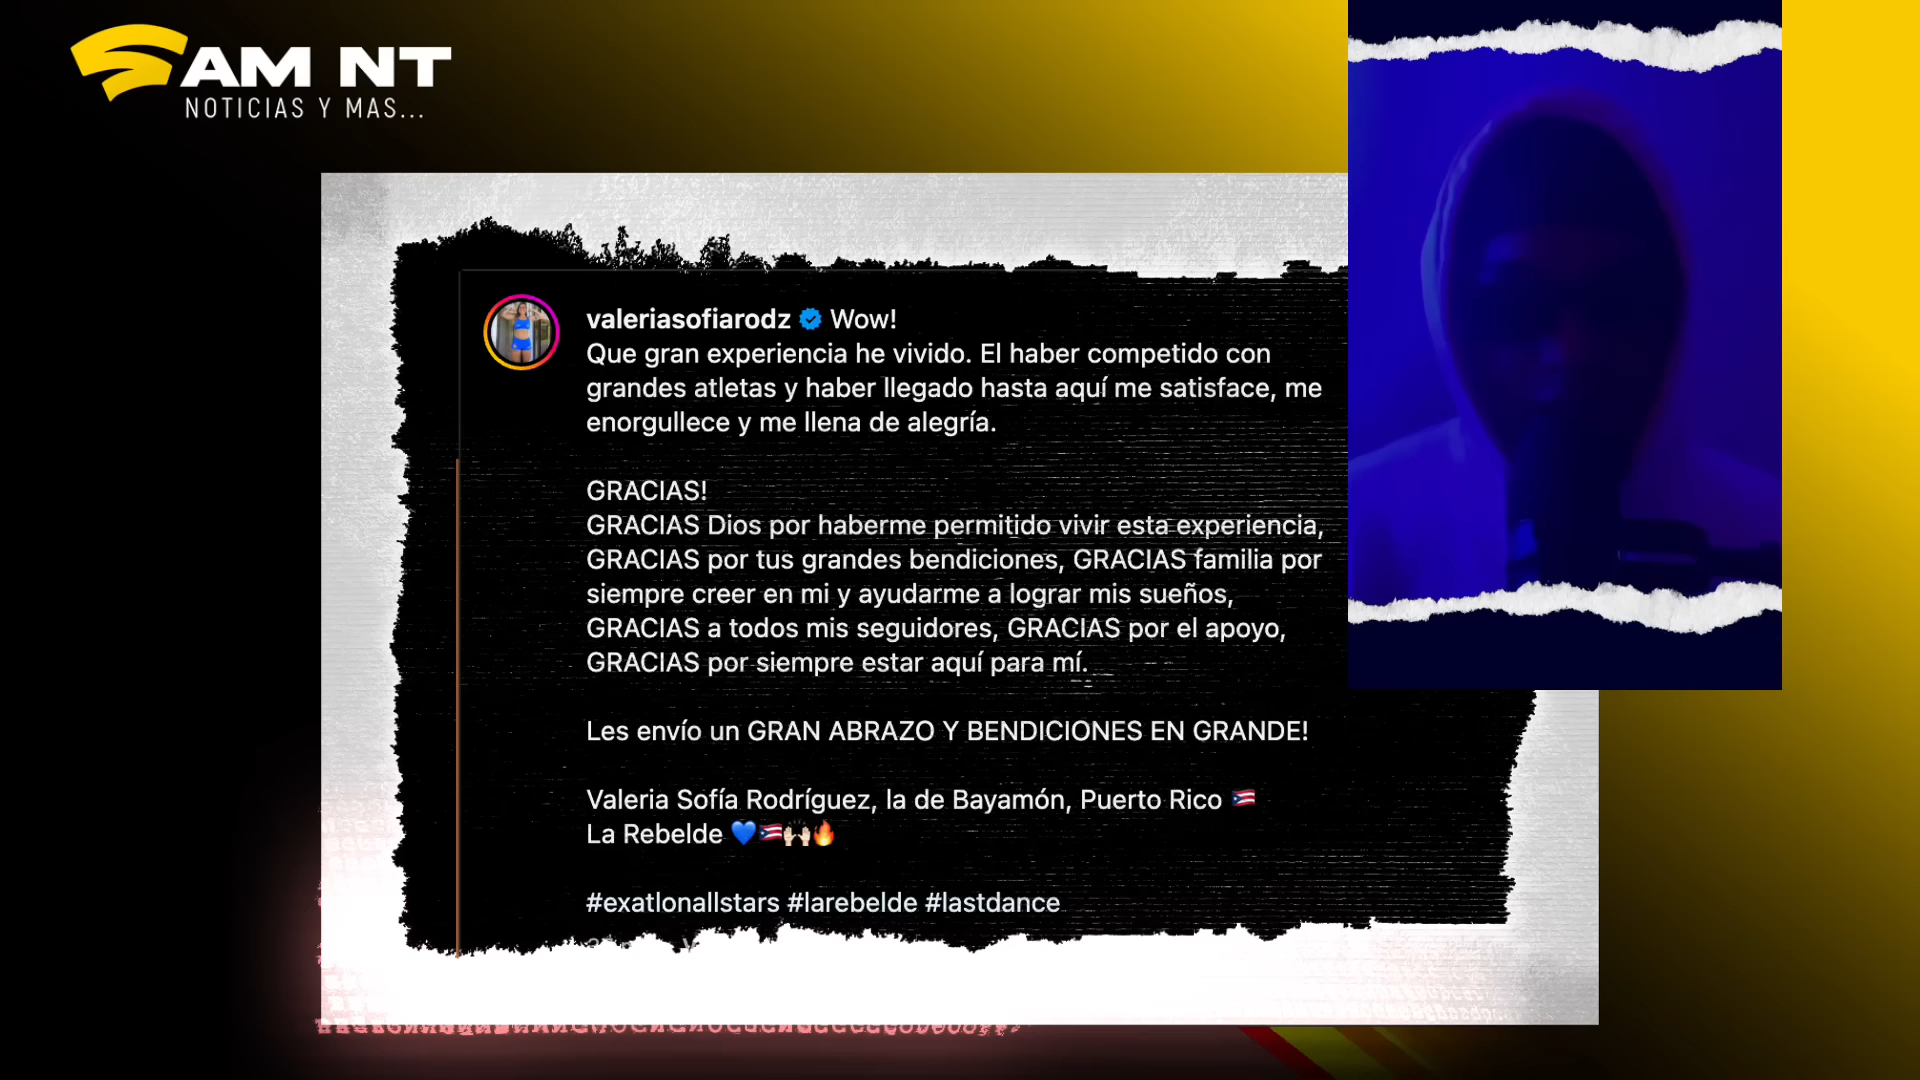 AM NT
NOTICIAS Y MAS...
valeriasofiarodz Wow!
Que gran experiencia he vivido. El haber competido con
grandes atletas y haber llegado hasta aquí me satisface, me
enorgullece y me llena de alegría.
GRACIAS!
GRACIAS Dios por haberme permitido vivir esta experiencia,
GRACIAS por tus grandes bendiciones, GRACIAS familia por
siempre creer en mi y ayudarme a lograr mis sueños,
GRACIAS a todos mis seguidores, GRACIAS por el apoyo,
GRACIAS por siempre estar aquí para mí.
Les envío un GRAN ABRAZO Y BENDICIONES EN GRANDE!
Valeria Sofía Rodríguez, la de Bayamón, Puerto Rico 🇵🇷
La Rebelde 💙🇵🇷🙌🏻🔥
#exatlonallstars #larebelde #lastdance